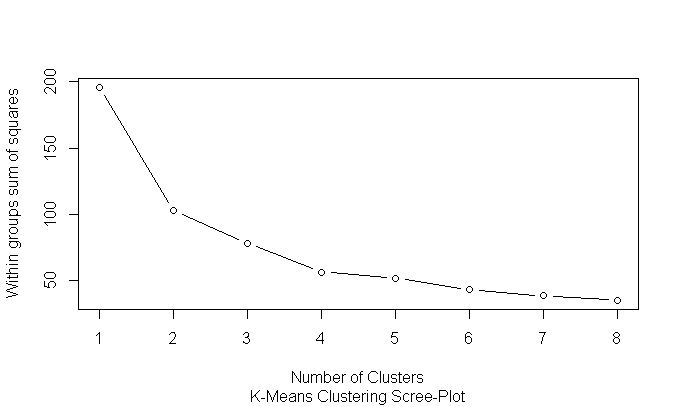 Within groups sum of squares
200
150
100
50
1 2 3 4 5 6 7 8
Number of Clusters
K-Means Clustering Scree-Plot